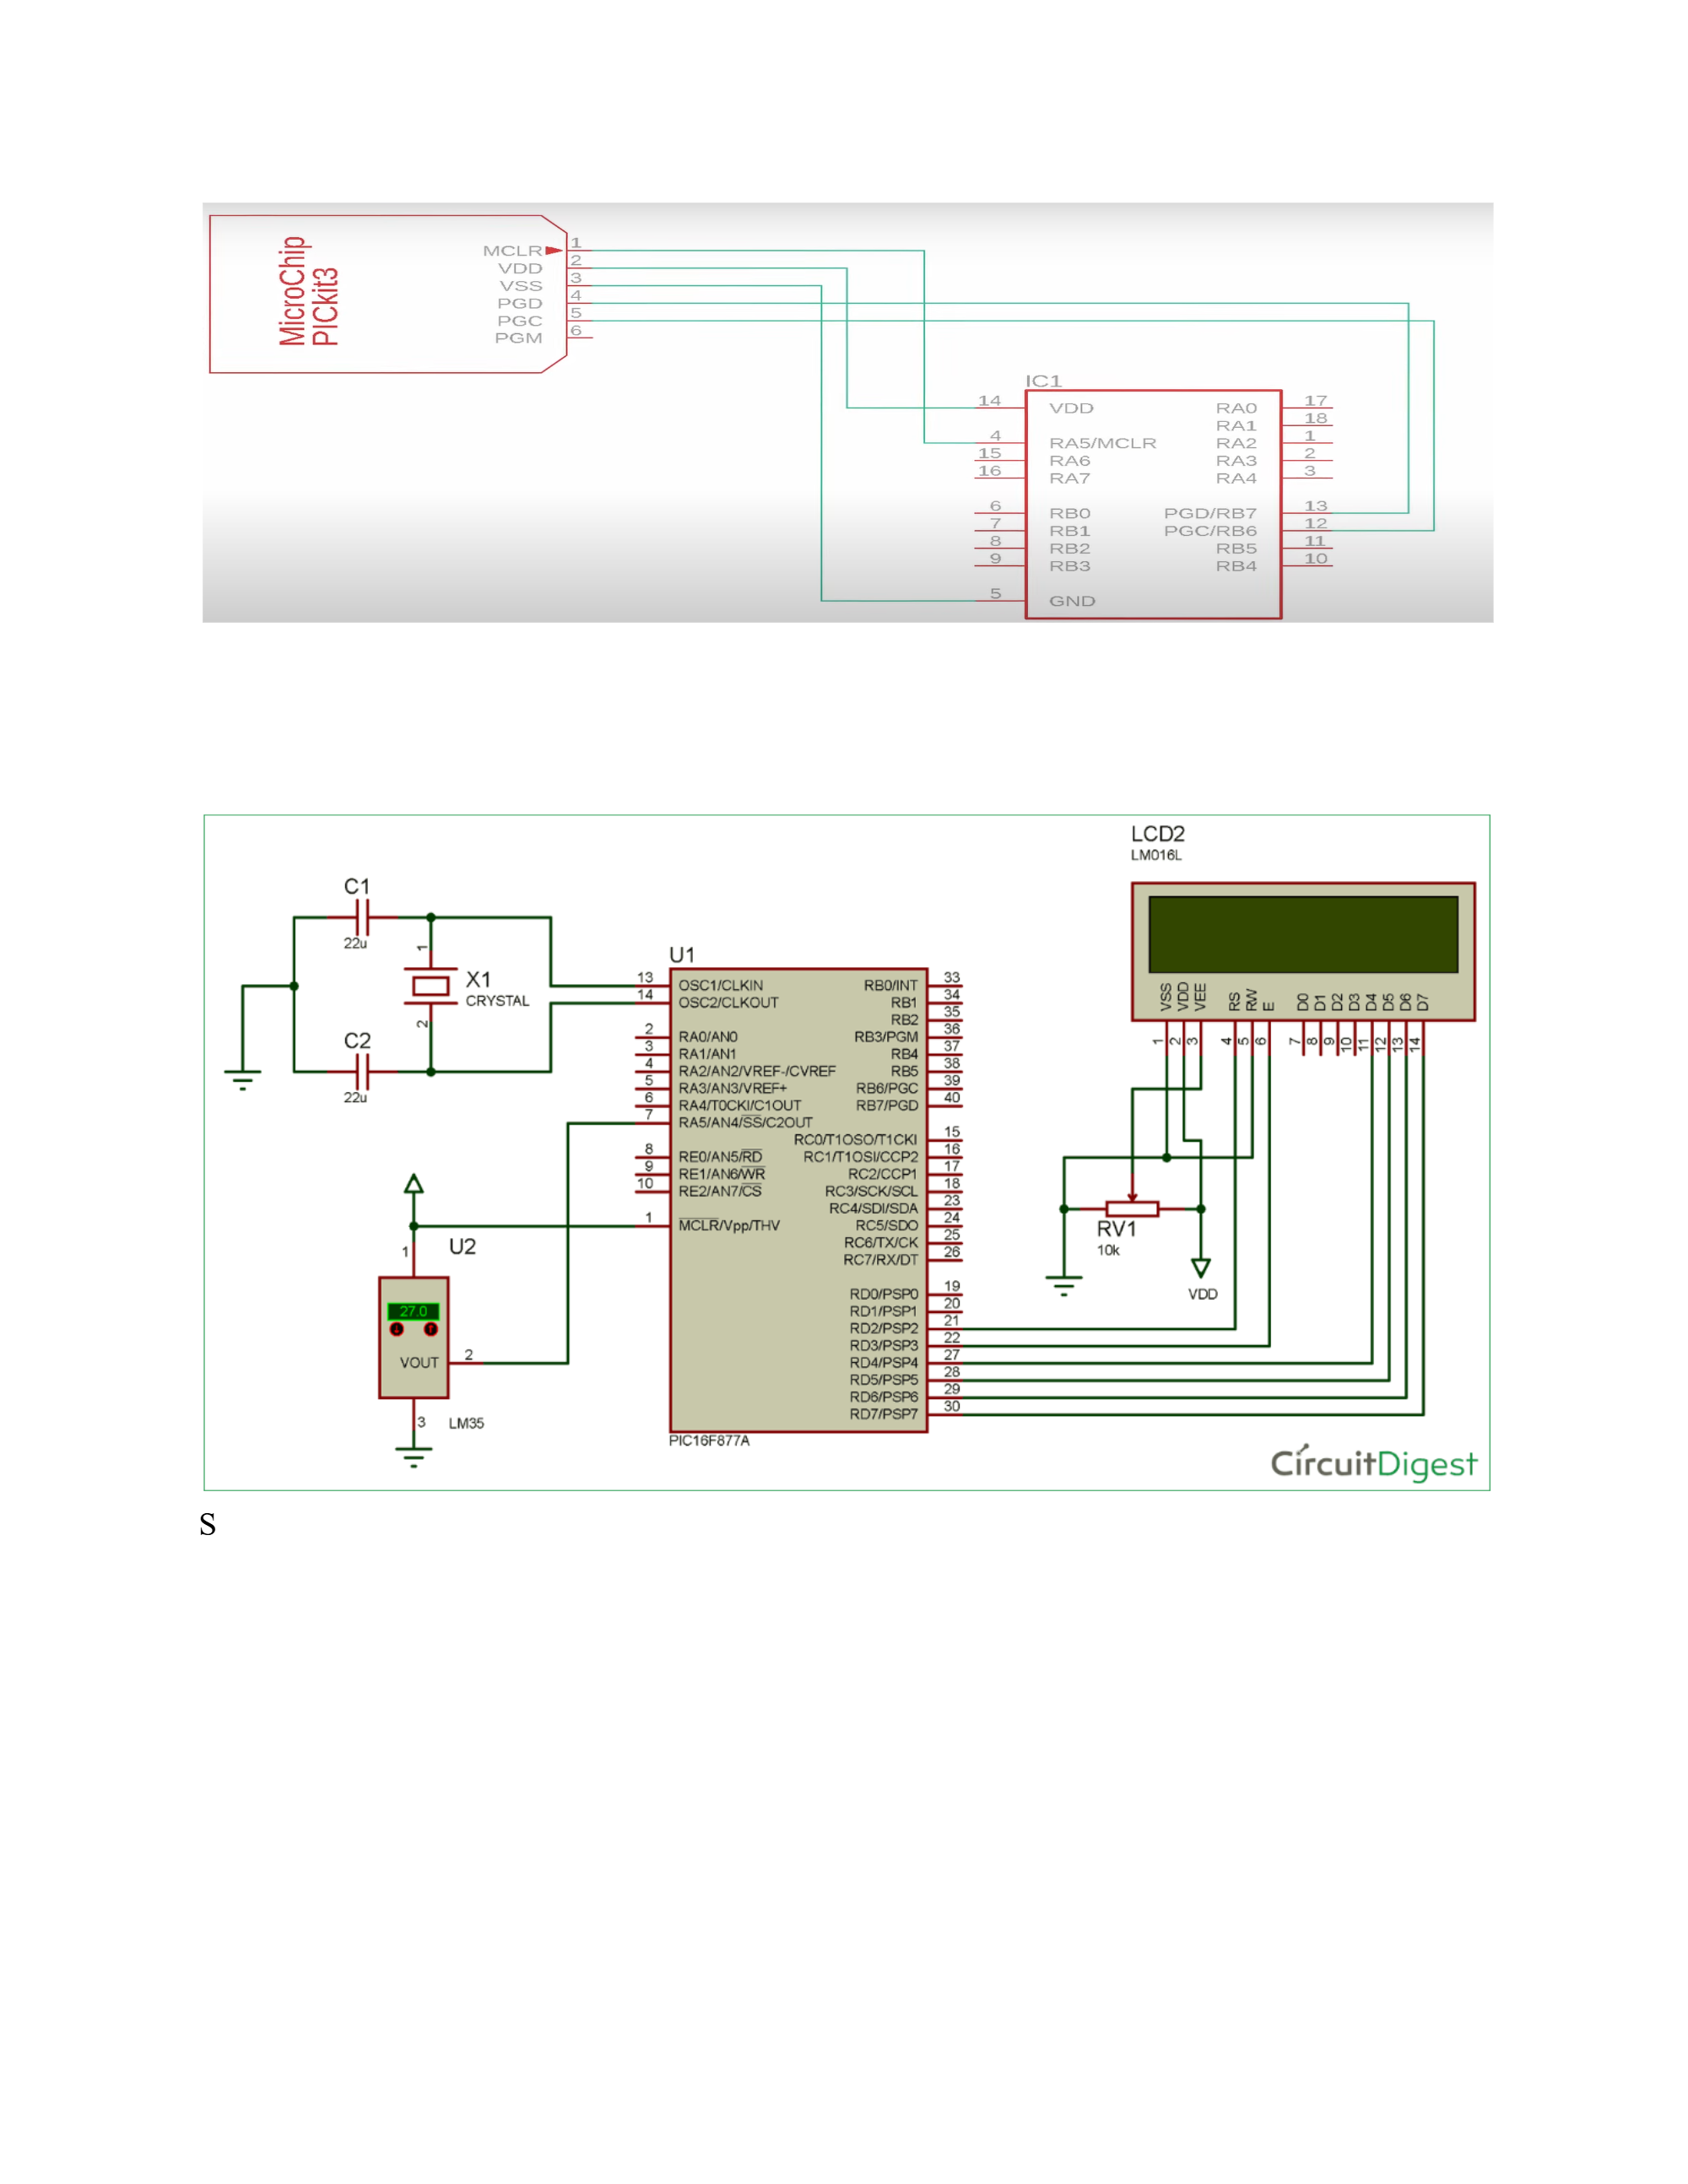 MicroChip
PICkit3
MCLR 1
VDD 2
VSS 3
PGD 4
PGC 5
PGM 6
IC1
14 VDD RA0 17
RA1 18
4 RA5/MCLR RA2 1
15 RA6 RA3 2
16 RA7 RA4 3
6 RB0 PGD/RB7 13
7 RB1 PGC/RB6 12
8 RB2 RB5 11
9 RB3 RB4 10
5 GND
LCD2
LM016L
VSS VDD VEE RS RW E D0 D1 D2 D3 D4 D5 D6 D7
1 2 3 4 5 6 7 8 9 10 11 12 13 14
C1
22u
1
X1
CRYSTAL
2
C2
22u
U1
13 OSC1/CLKIN RB0/INT 33
14 OSC2/CLKOUT RB1 34
RB2 35
2 RA0/AN0 RB3/PGM 36
3 RA1/AN1 RB4 37
4 RA2/AN2/VREF-/CVREF RB5 38
5 RA3/AN3/VREF+ RB6/PGC 39
6 RA4/T0CKI/C1OUT RB7/PGD 40
7 RA5/AN4/SS/C2OUT
RC0/T1OSO/T1CKI 15
8 RE0/AN5/RD RC1/T1OSI/CCP2 16
9 RE1/AN6/WR RC2/CCP1 17
10 RE2/AN7/CS RC3/SCK/SCL 18
RC4/SDI/SDA 23
1 MCLR/Vpp/THV RC5/SDO 24
RC6/TX/CK 25
RC7/RX/DT 26
RD0/PSP0 19
RD1/PSP1 20
RD2/PSP2 21
RD3/PSP3 22
RD4/PSP4 27
RD5/PSP5 28
RD6/PSP6 29
RD7/PSP7 30
PIC16F877A
RV1
10k
VDD
1
U2
27.0
VOUT 2
3
LM35
CircuitDigest
S